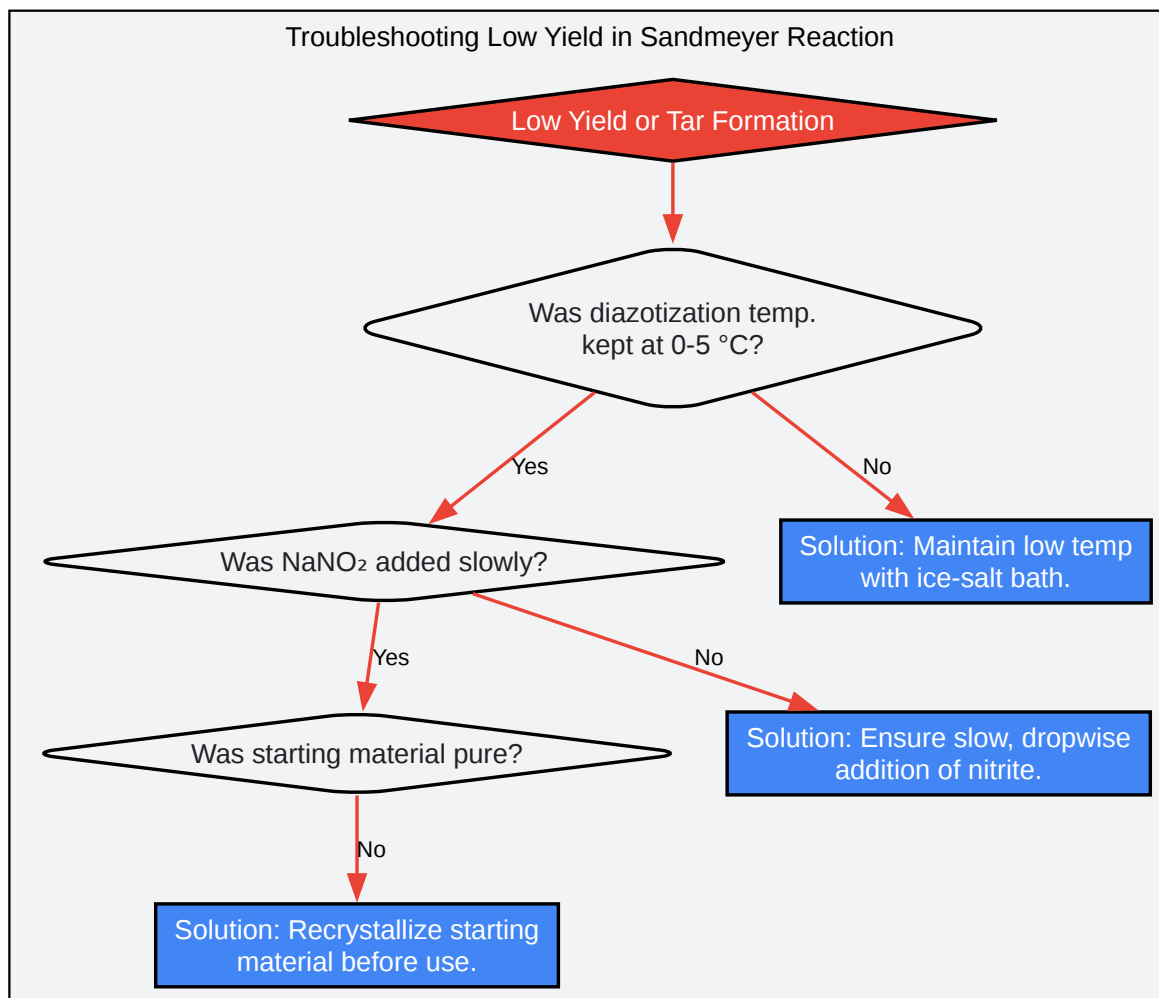 Troubleshooting Low Yield in Sandmeyer Reaction
Low Yield or Tar Formation
Was diazotization temp.
kept at 0-5 °C?
Yes
No
Was NaNO₂ added slowly?
Solution: Maintain low temp
with ice-salt bath.
Yes
No
Was starting material pure?
Solution: Ensure slow, dropwise
addition of nitrite.
No
Solution: Recrystallize starting
material before use.